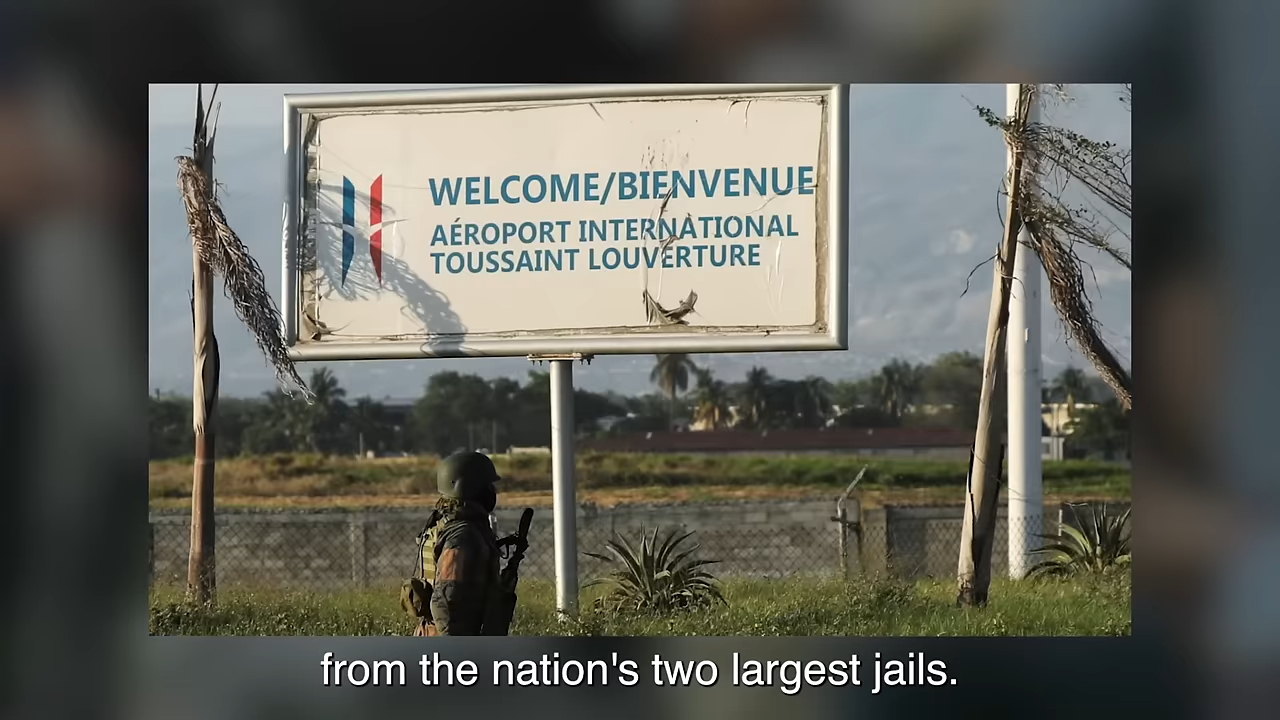 WELCOME/BIENVENUE
AÉROPORT INTERNATIONAL
TOUSSAINT LOUVERTURE
from the nation's two largest jails.